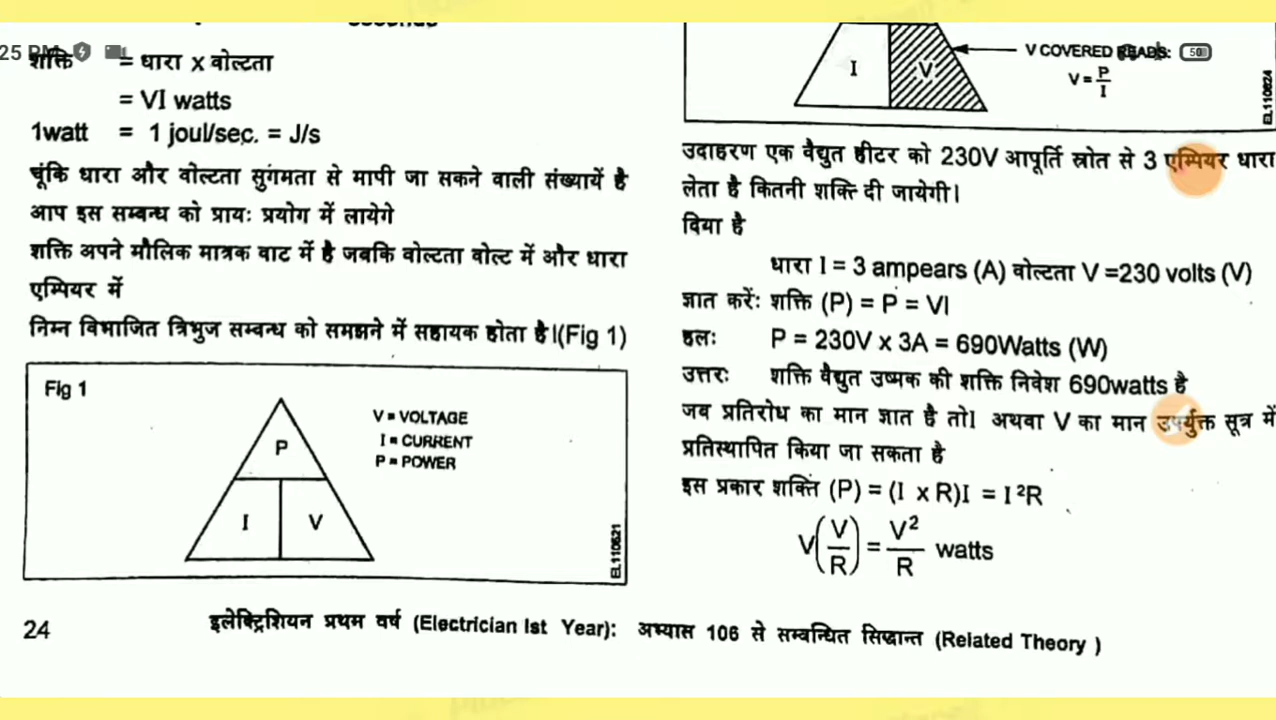 शक्ति = धारा x वोल्टता
= VI watts
1watt = 1 joul/sec. = J/s
चूंकि धारा और वोल्टता सुगंमता से मापी जा सकने वाली संख्यायें है
आप इस सम्बन्ध को प्रायः प्रयोग में लायेगे
शक्ति अपने मौलिक मात्रक वाट में है जबकि वोल्टता वोल्ट में और धारा
एम्पियर में
निम्न विभाजित त्रिभुज सम्बन्ध को समझने में सहायक होता है।(Fig 1)
Fig 1
V = VOLTAGE
I = CURRENT
P = POWER
P
I V
EL110621
24
I V
V COVERED READS:
V = P/I
EL110624
उदाहरण एक वैद्युत हीटर को 230V आपूर्ति स्रोत से 3 एम्पियर धारा
लेता है कितनी शक्ति दी जायेगी।
दिया है
धारा I = 3 ampears (A) वोल्टता V =230 volts (V)
ज्ञात करेंः शक्ति (P) = P = VI
हलः P = 230V x 3A = 690Watts (W)
उत्तरः शक्ति वैद्युत उष्मक की शक्ति निवेश 690watts है
जब प्रतिरोध का मान ज्ञात है तो। अथवा V का मान उपर्युक्त सूत्र में
प्रतिस्थापित किया जा सकता है
इस प्रकार शक्ति (P) = (I x R)I = I²R
V(V/R) = V²/R watts
इलेक्ट्रिशियन प्रथम वर्ष (Electrician Ist Year): अभ्यास 106 से सम्बन्धित सिद्धान्त (Related Theory )